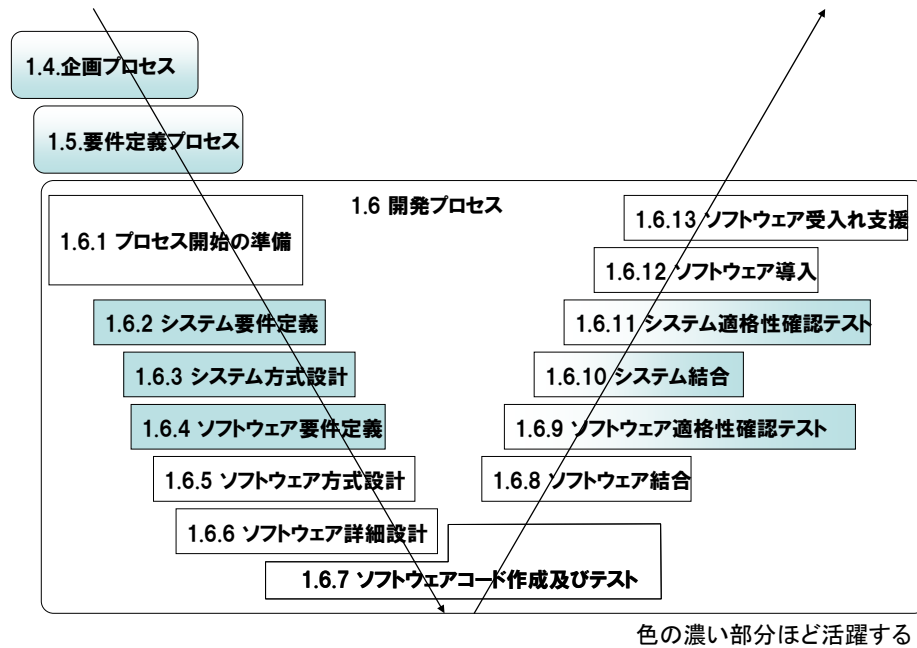 1.4.企画プロセス
1.5.要件定義プロセス
1.6 開発プロセス
1.6.1 プロセス開始の準備
1.6.2 システム要件定義
1.6.3 システム方式設計
1.6.4 ソフトウェア要件定義
1.6.5 ソフトウェア方式設計
1.6.6 ソフトウェア詳細設計
1.6.7 ソフトウェアコード作成及びテスト
1.6.13 ソフトウェア受入れ支援
1.6.12 ソフトウェア導入
1.6.11 システム適格性確認テスト
1.6.10 システム結合
1.6.9 ソフトウェア適格性確認テスト
1.6.8 ソフトウェア結合
色の濃い部分ほど活躍する